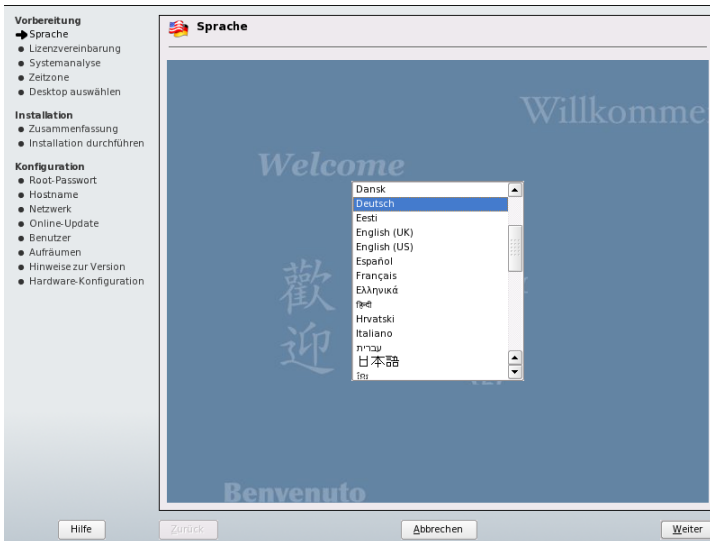 Vorbereitung
Sprache
Lizenzvereinbarung
Systemanalyse
Zeitzone
Desktop auswählen
Installation
Zusammenfassung
Installation durchführen
Konfiguration
Root-Passwort
Hostname
Netzwerk
Online-Update
Benutzer
Aufräumen
Hinweise zur Version
Hardware-Konfiguration
Sprache
Willkomme
Welcome
歡
迎
Dansk
Deutsch
Eesti
English (UK)
English (US)
Español
Français
Ελληνικά
हिन्दी
Hrvatski
Italiano
עברית
日本語
Benvenuto
Hilfe
Zurück
Abbrechen
Weiter